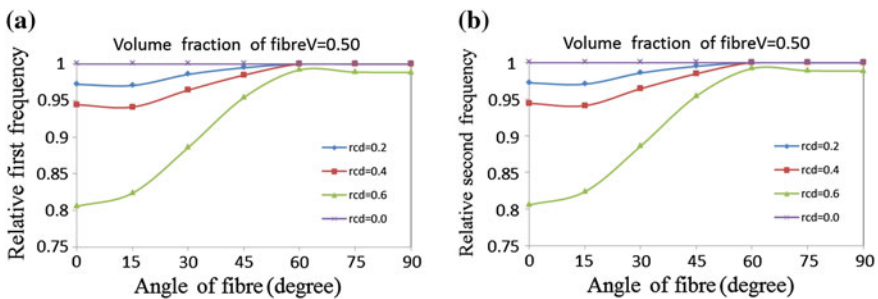 (a)
Volume fraction of fibreV=0.50
Relative first frequency
1
0.95
0.9
0.85
0.8
0.75
rcd=0.2
rcd=0.4
rcd=0.6
rcd=0.0
0 15 30 45 60 75 90
Angle of fibre (degree)
(b)
Volume fraction of fibreV=0.50
Relative second frequency
1
0.95
0.9
0.85
0.8
0.75
rcd=0.2
rcd=0.4
rcd=0.6
rcd=0.0
0 15 30 45 60 75 90
Angle of fibre (degree)